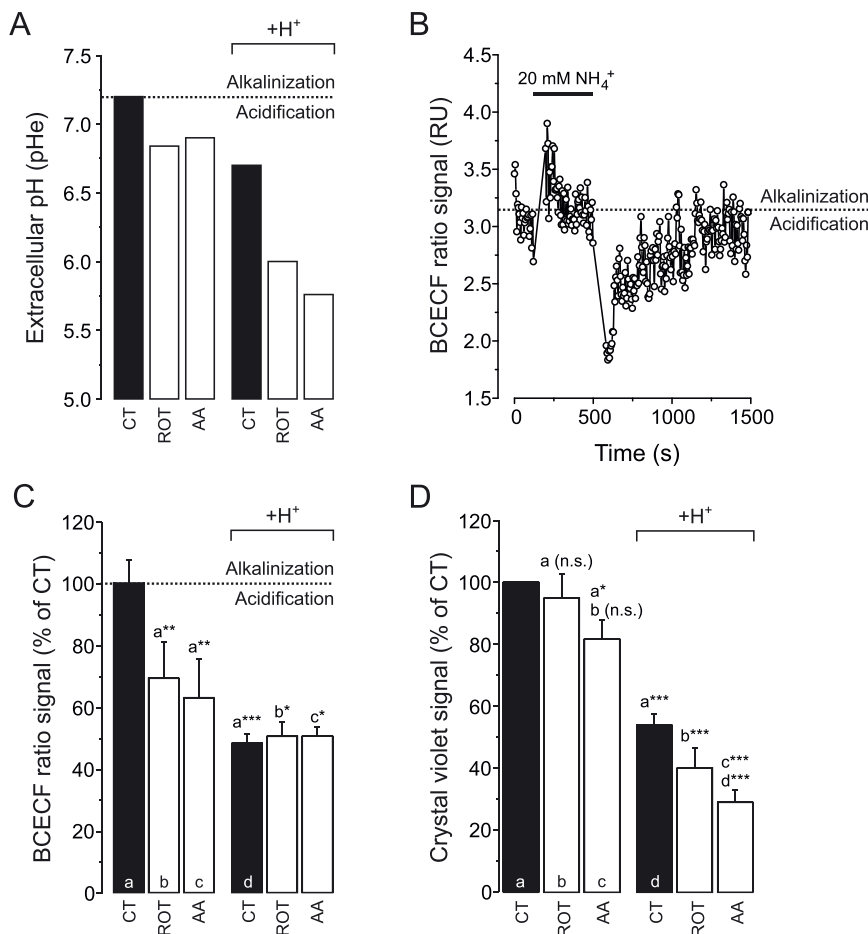 A
+H⁺
7.5
7.0
6.5
6.0
5.5
5.0
Extracellular pH (pHe)
Alkalinization
Acidification
CT
ROT
AA
CT
ROT
AA
B
4.5
4.0
3.5
3.0
2.5
2.0
1.5
BCECF ratio signal (RU)
20 mM NH₄⁺
Alkalinization
Acidification
0
500
1000
1500
Time (s)
C
+H⁺
120
100
80
60
40
20
0
BCECF ratio signal (% of CT)
Alkalinization
Acidification
a**
a**
a***
b*
c*
a
b
c
d
CT
ROT
AA
CT
ROT
AA
D
+H⁺
120
100
80
60
40
20
0
Crystal violet signal (% of CT)
a (n.s.)
a*
b (n.s.)
a***
b***
c***
d***
a
b
c
d
CT
ROT
AA
CT
ROT
AA